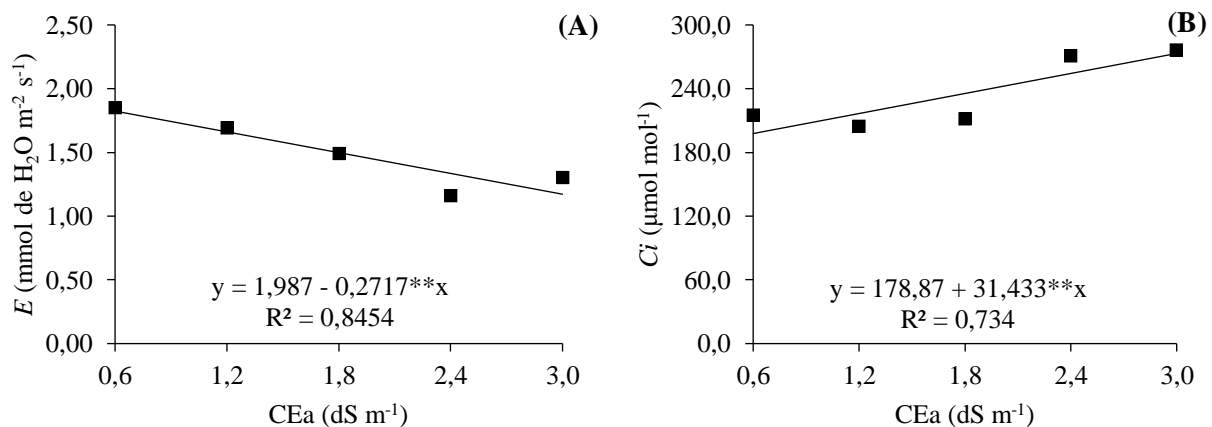 (A)
2,50
2,00
1,50
1,00
0,50
0,00
E (mmol de H₂O m⁻² s⁻¹)
y = 1,987 - 0,2717**x
R² = 0,8454
0,6 1,2 1,8 2,4 3,0
CEa (dS m⁻¹)
(B)
300,0
240,0
180,0
120,0
60,0
0,0
Ci (µmol mol⁻¹)
y = 178,87 + 31,433**x
R² = 0,734
0,6 1,2 1,8 2,4 3,0
CEa (dS m⁻¹)